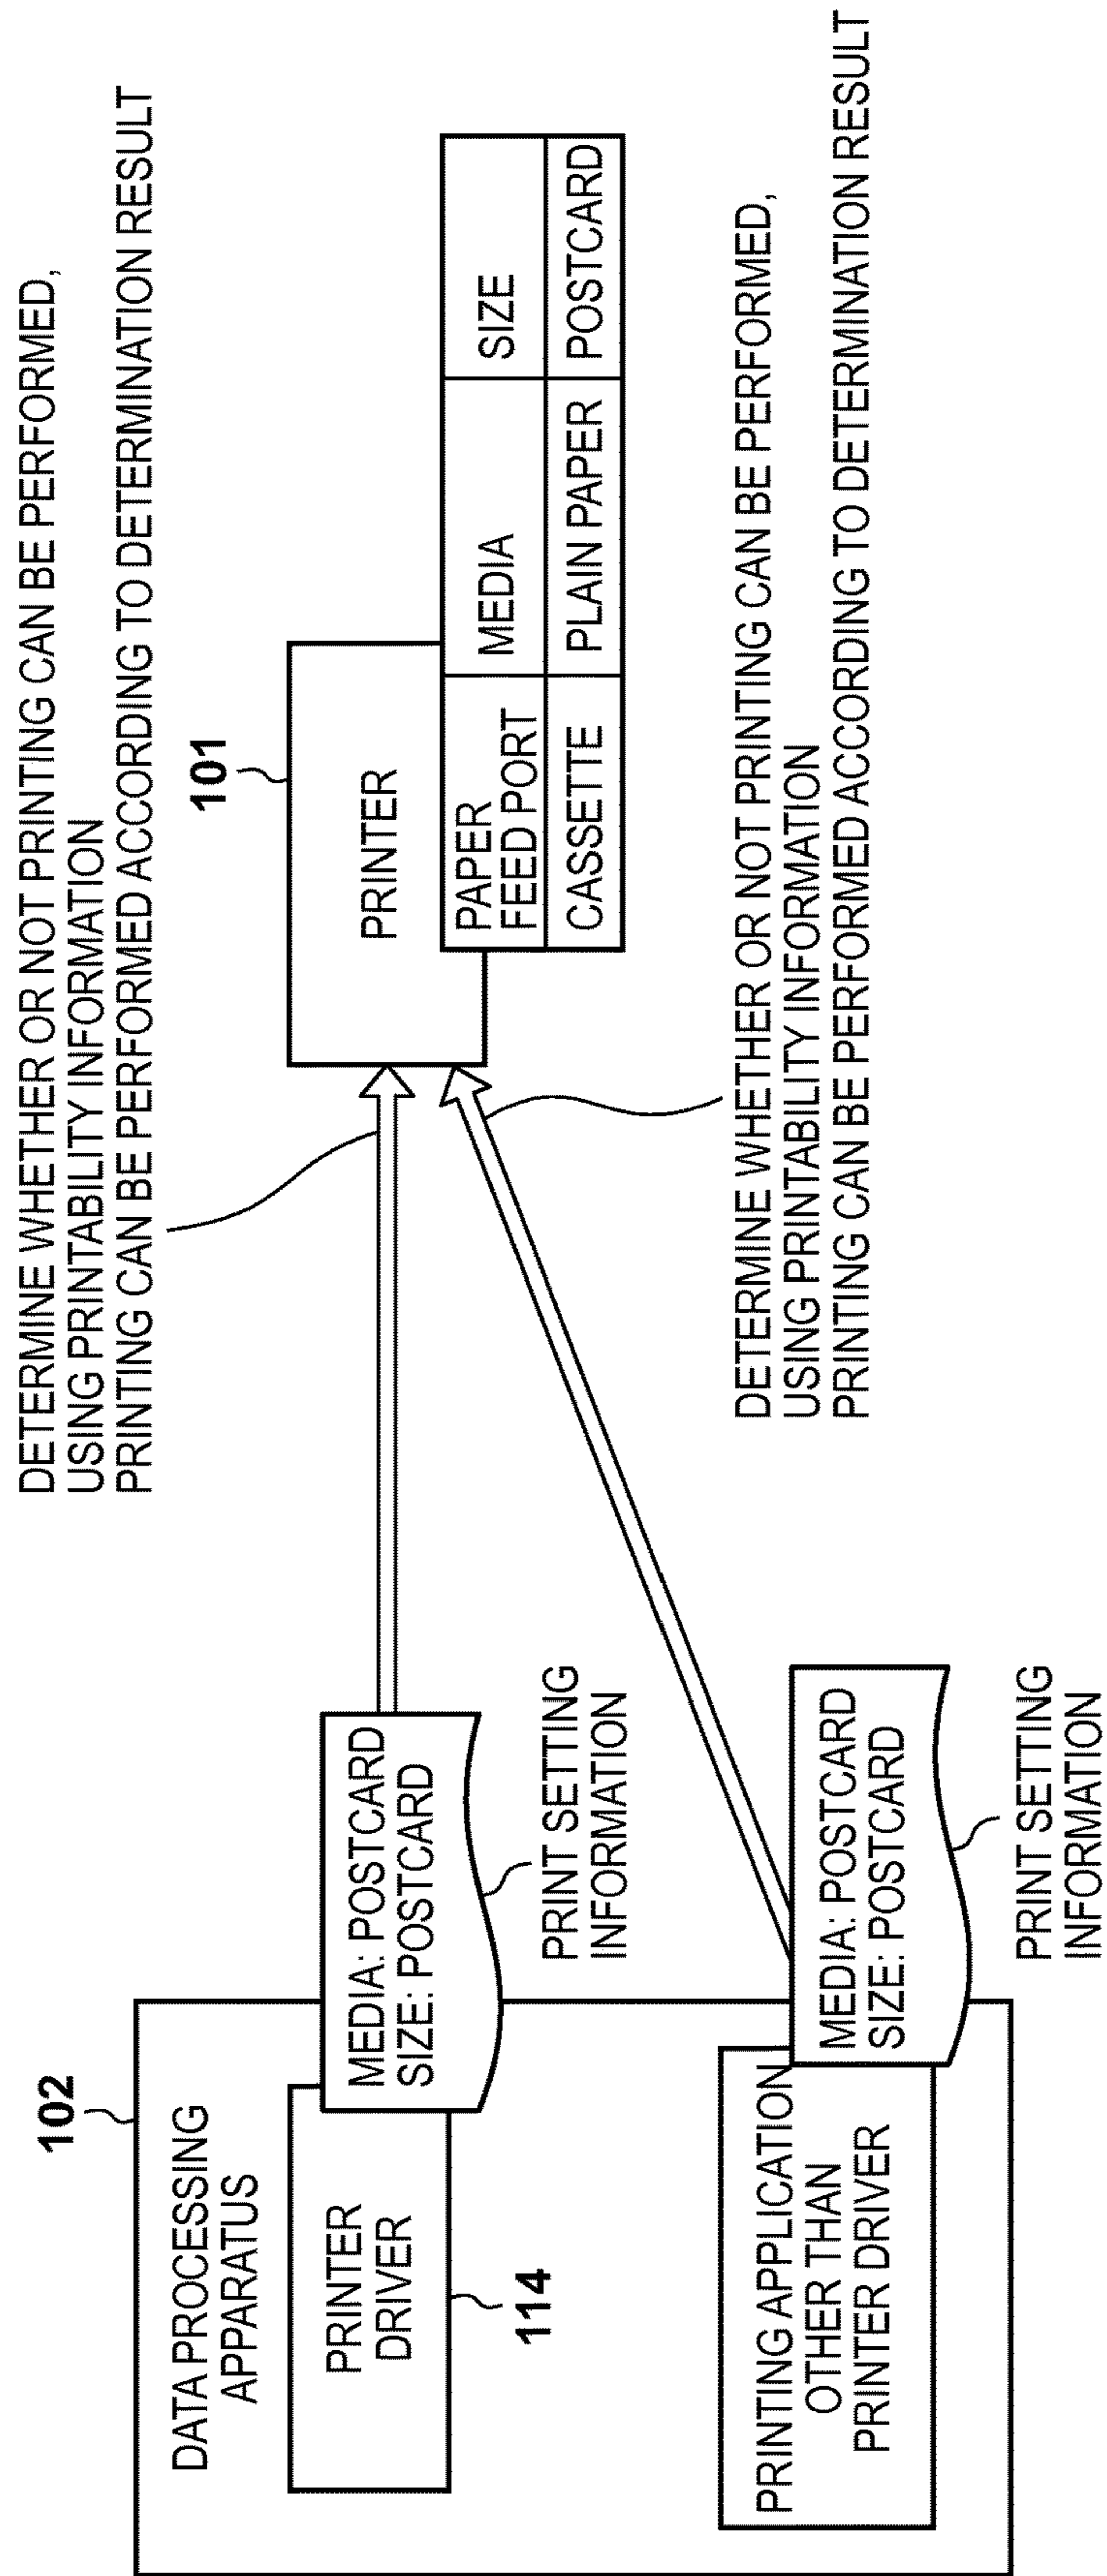 DETERMINE WHETHER OR NOT PRINTING CAN BE PERFORMED,
USING PRINTABILITY INFORMATION
PRINTING CAN BE PERFORMED ACCORDING TO DETERMINATION RESULT
102
DATA PROCESSING
APPARATUS
PRINTER
DRIVER
114
MEDIA: POSTCARD
SIZE: POSTCARD
PRINT SETTING
INFORMATION
101
PRINTER
PAPER
FEED PORT
MEDIA
SIZE
CASSETTE
PLAIN PAPER
POSTCARD
PRINTING APPLICATION
OTHER THAN
PRINTER DRIVER
MEDIA: POSTCARD
SIZE: POSTCARD
PRINT SETTING
INFORMATION
DETERMINE WHETHER OR NOT PRINTING CAN BE PERFORMED,
USING PRINTABILITY INFORMATION
PRINTING CAN BE PERFORMED ACCORDING TO DETERMINATION RESULT